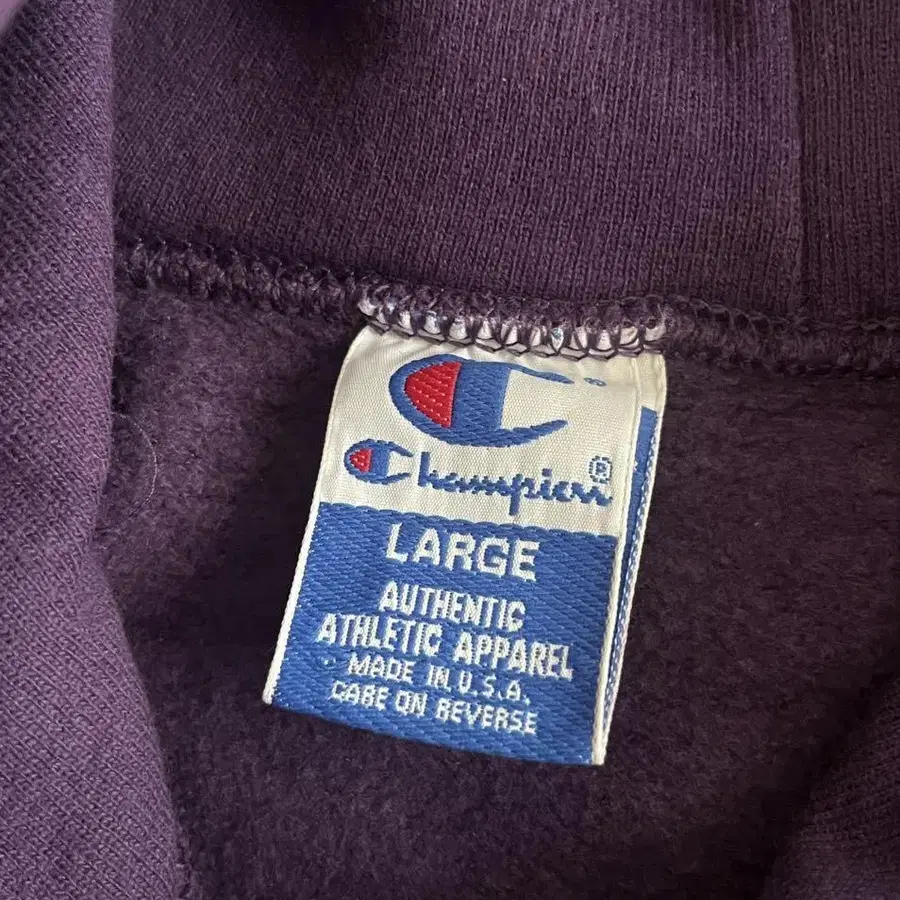 Champion®
LARGE
AUTHENTIC
ATHLETIC APPAREL
MADE IN U.S.A.
CARE ON REVERSE